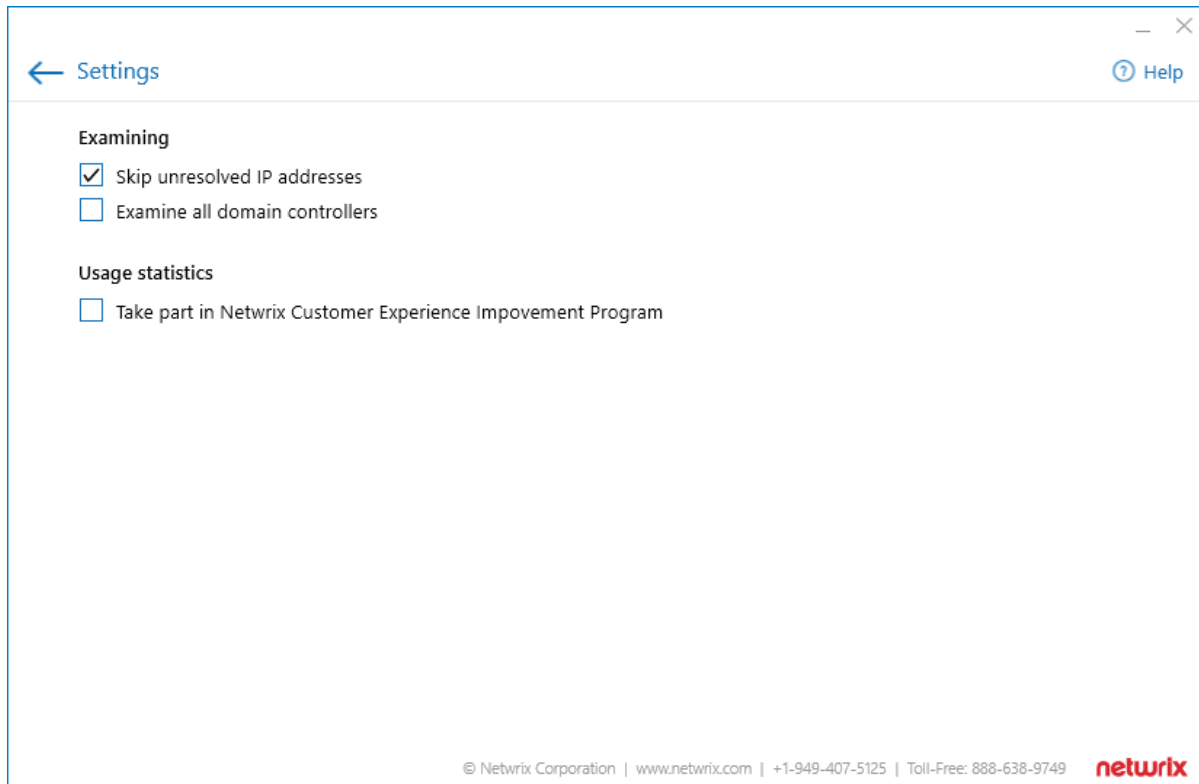 Settings
Help
Examining
Skip unresolved IP addresses
Examine all domain controllers
Usage statistics
Take part in Netwrix Customer Experience Impovement Program
© Netwrix Corporation | www.netwrix.com | +1-949-407-5125 | Toll-Free: 888-638-9749
netwrix